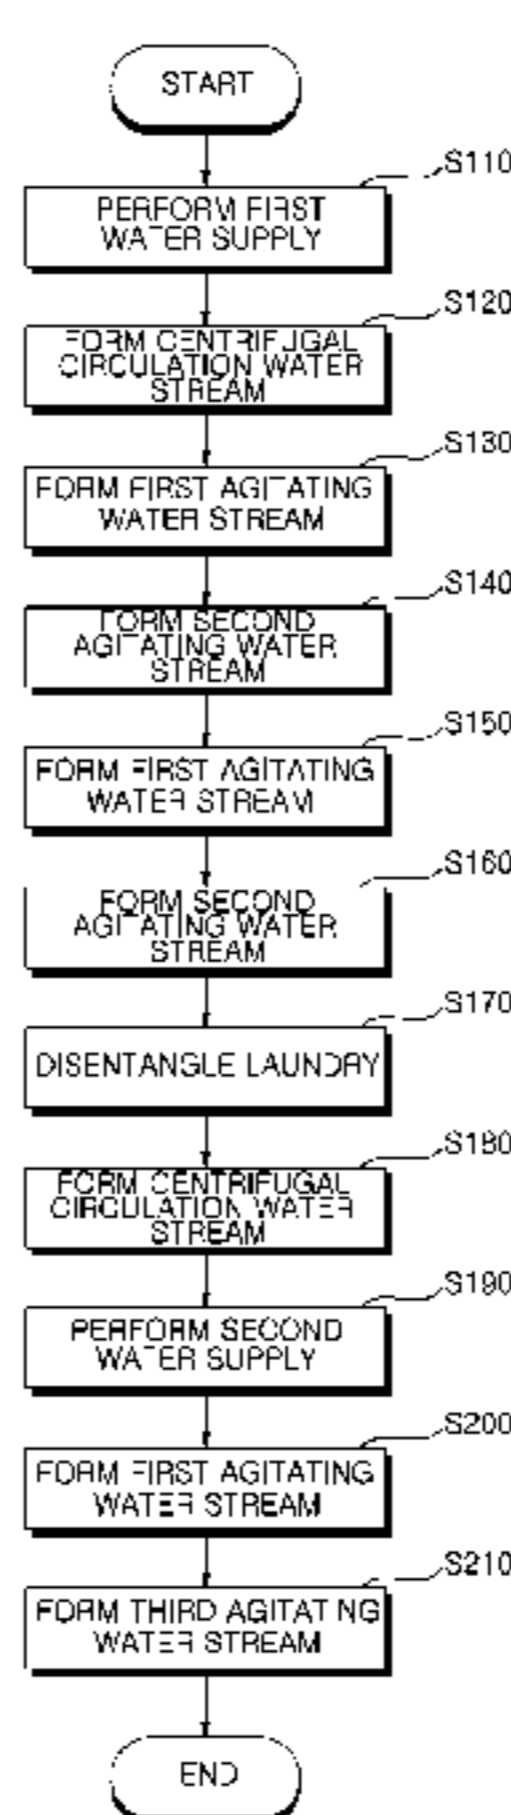 START
S110
PERFORM FIRST
WATER SUPPLY
S120
FORM CENTRIFUGAL
CIRCULATION WATER
STREAM
S130
FORM FIRST AGITATING
WATER STREAM
S140
FORM SECOND
AGITATING WATER
STREAM
S150
FORM FIRST AGITATING
WATER STREAM
S160
FORM SECOND
AGITATING WATER
STREAM
S170
DISENTANGLE LAUNDRY
S180
FORM CENTRIFUGAL
CIRCULATION WATER
STREAM
S190
PERFORM SECOND
WATER SUPPLY
S200
FORM FIRST AGITATING
WATER STREAM
S210
FORM THIRD AGITATING
WATER STREAM
END